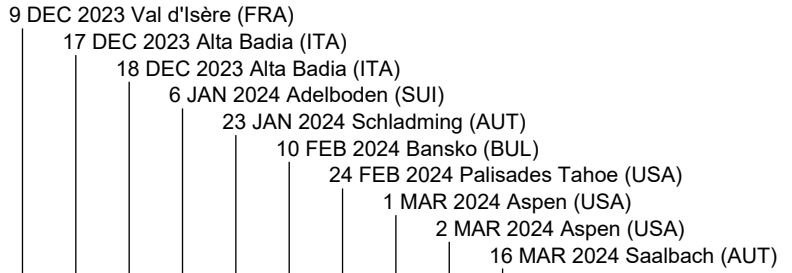 9 DEC 2023 Val d'Isère (FRA)
17 DEC 2023 Alta Badia (ITA)
18 DEC 2023 Alta Badia (ITA)
6 JAN 2024 Adelboden (SUI)
23 JAN 2024 Schladming (AUT)
10 FEB 2024 Bansko (BUL)
24 FEB 2024 Palisades Tahoe (USA)
1 MAR 2024 Aspen (USA)
2 MAR 2024 Aspen (USA)
16 MAR 2024 Saalbach (AUT)